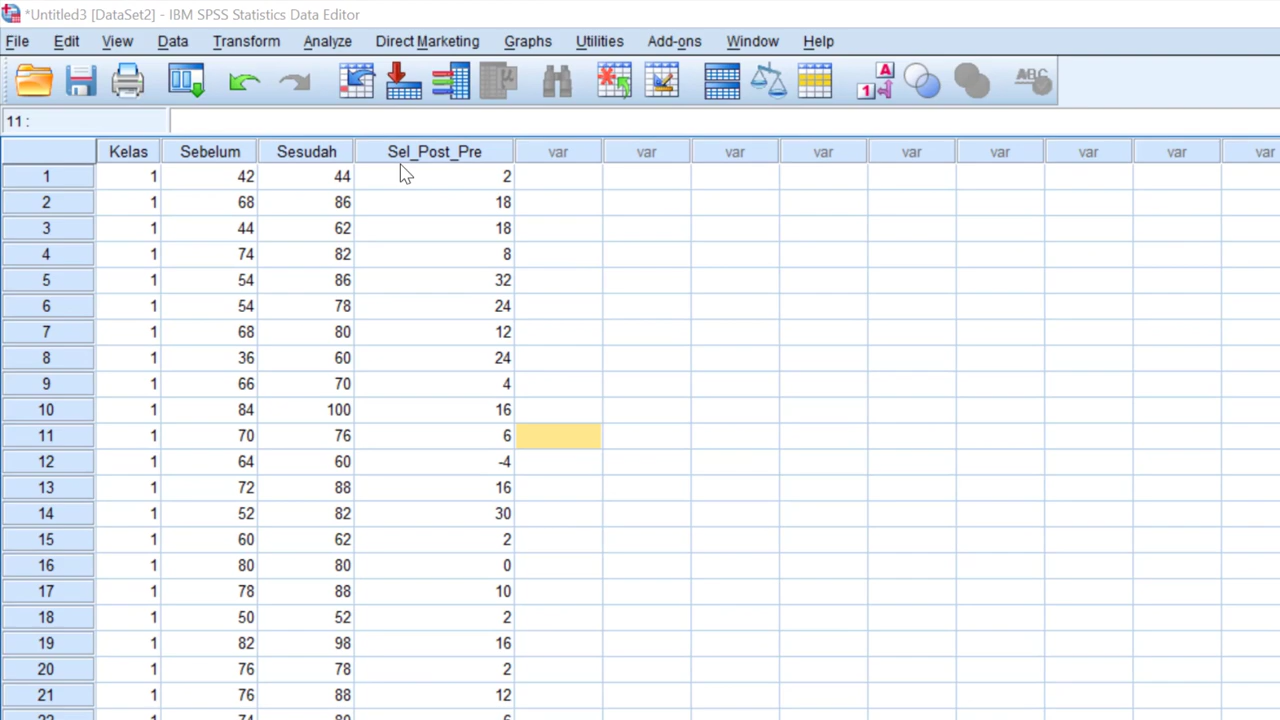 *Untitled3 [DataSet2] - IBM SPSS Statistics Data Editor
File Edit View Data Transform Analyze Direct Marketing Graphs Utilities Add-ons Window Help
A 1 ABC
11 :
Kelas Sebelum Sesudah Sel_Post_Pre var var var var var var var var var
1 1 42 44 2
2 1 68 86 18
3 1 44 62 18
4 1 74 82 8
5 1 54 86 32
6 1 54 78 24
7 1 68 80 12
8 1 36 60 24
9 1 66 70 4
10 1 84 100 16
11 1 70 76 6
12 1 64 60 -4
13 1 72 88 16
14 1 52 82 30
15 1 60 62 2
16 1 80 80 0
17 1 78 88 10
18 1 50 52 2
19 1 82 98 16
20 1 76 78 2
21 1 76 88 12
22 1 74 80 6